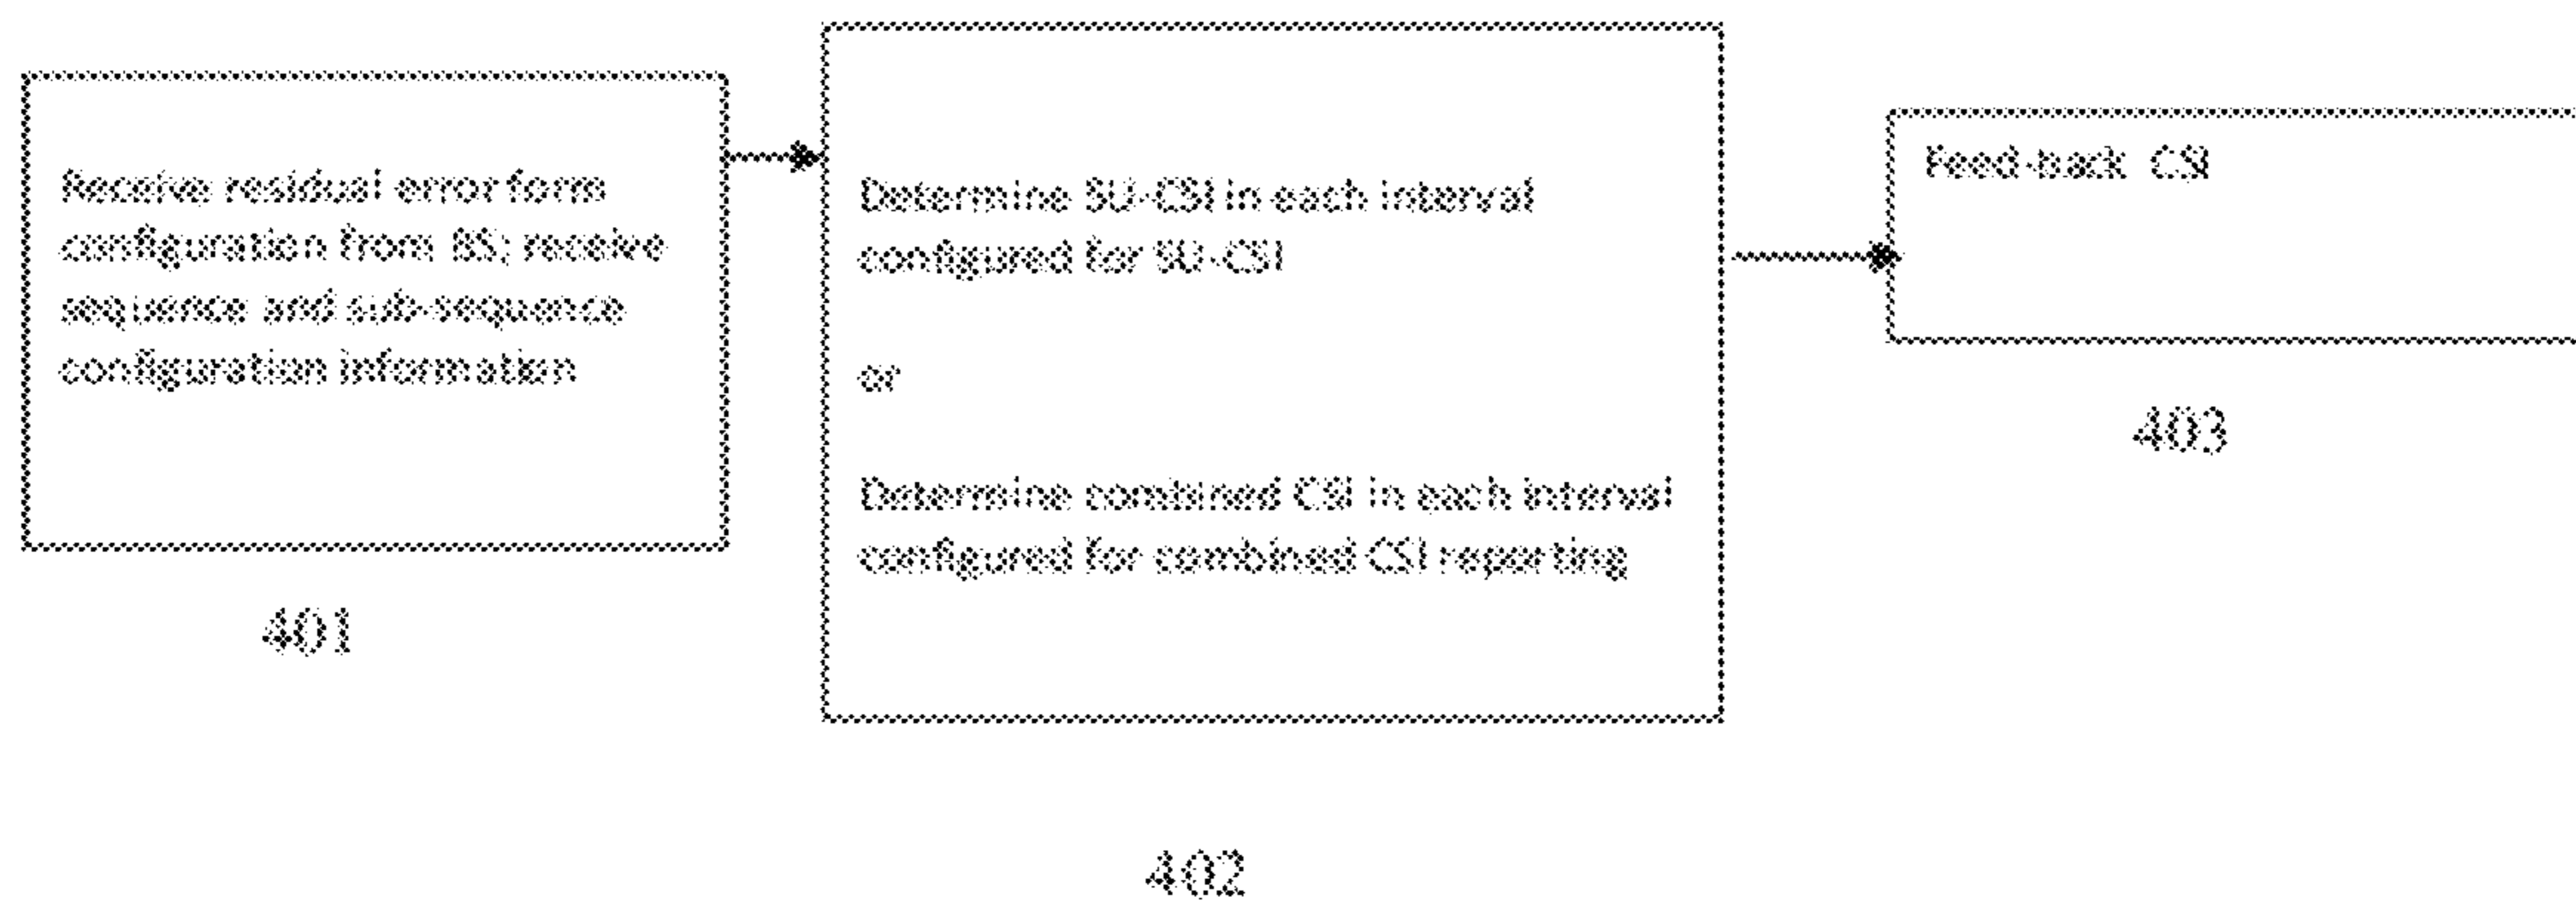 Receive residual error form
configuration from BS; receive
sequence and sub-sequence
configuration information
401
Determine SU-CSI in each interval
configured for SU-CSI
or
Determine combined CSI in each interval
configured for combined CSI reporting
402
Feed-back CSI
403